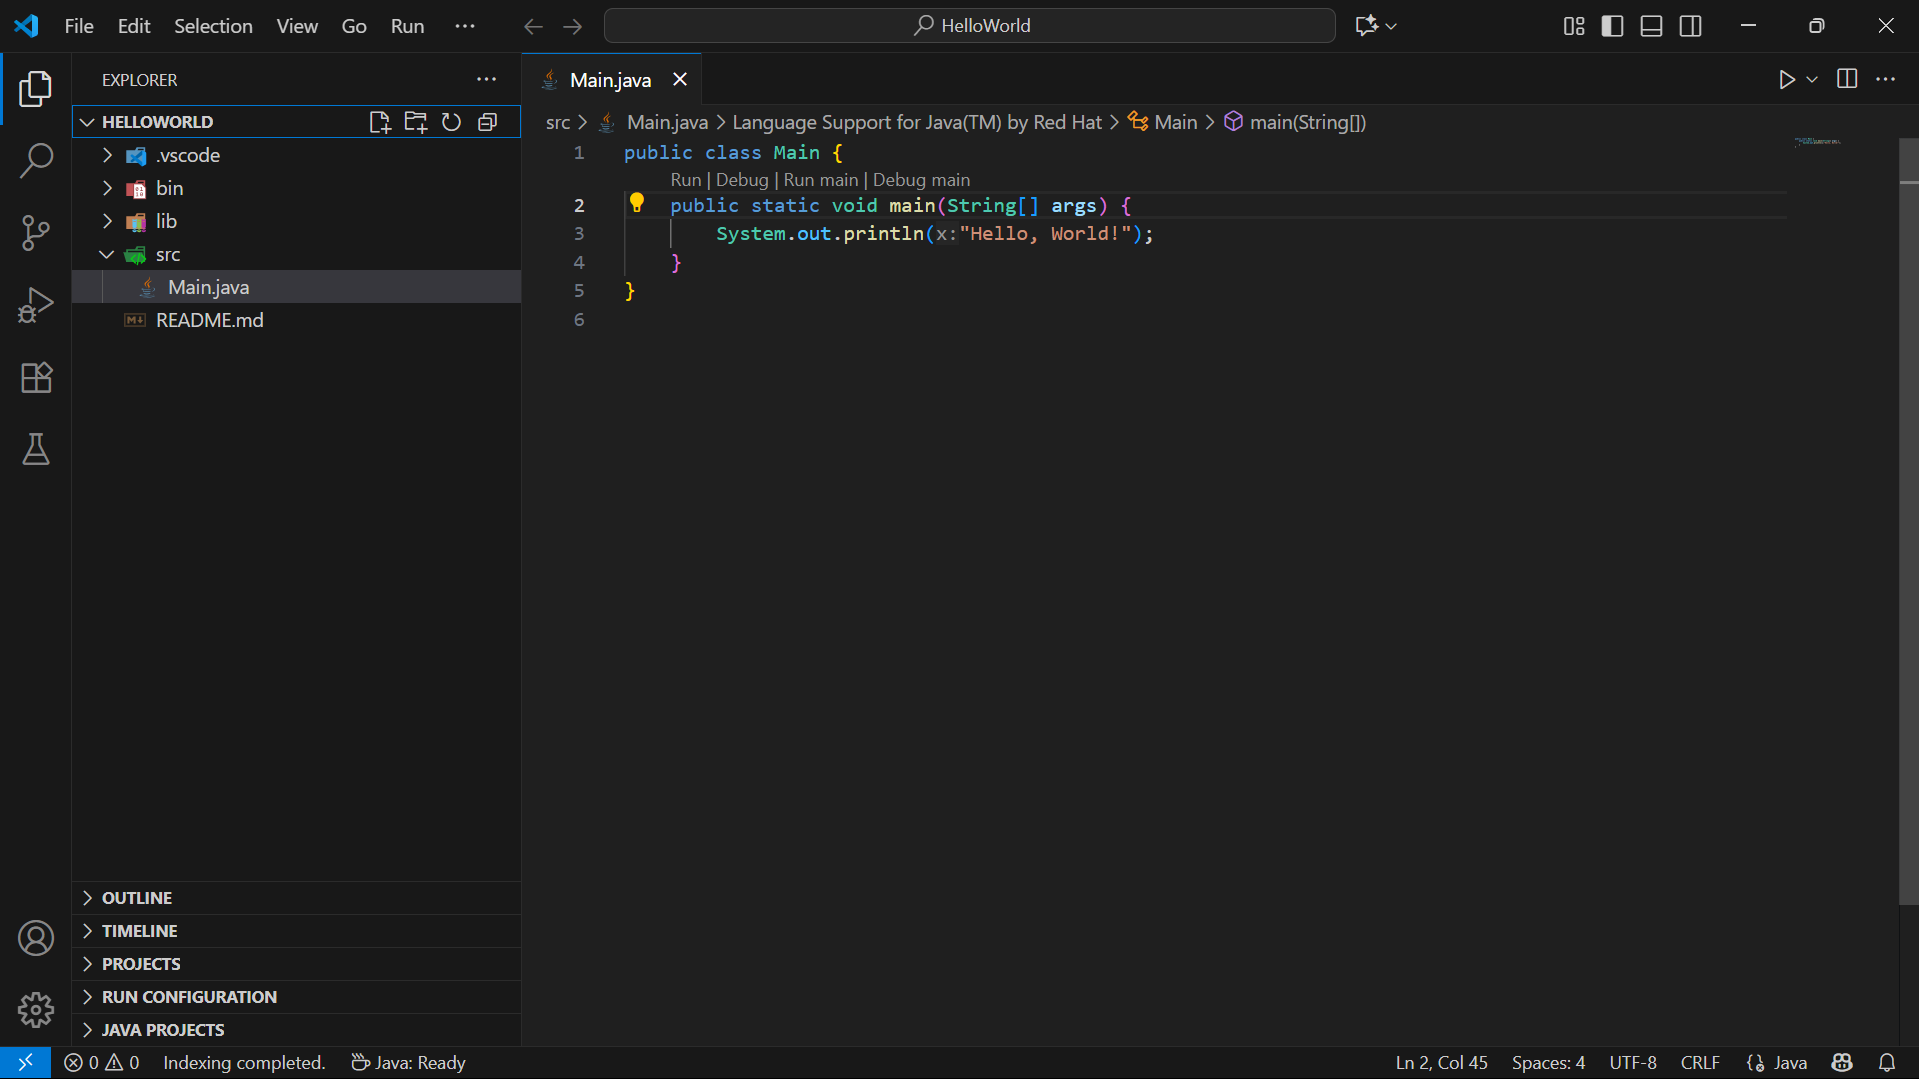 File Edit Selection View Go Run
HelloWorld
EXPLORER
HELLOWORLD
.vscode
bin
lib
src
Main.java
README.md
OUTLINE
TIMELINE
PROJECTS
RUN CONFIGURATION
JAVA PROJECTS
Main.java
src > Main.java > Language Support for Java(TM) by Red Hat > Main > main(String[])
1 public class Main {
Run | Debug | Run main | Debug main
2 public static void main(String[] args) {
3 System.out.println(x:"Hello, World!");
4 }
5 }
6
0 0 Indexing completed. Java: Ready
Ln 2, Col 45 Spaces: 4 UTF-8 CRLF Java